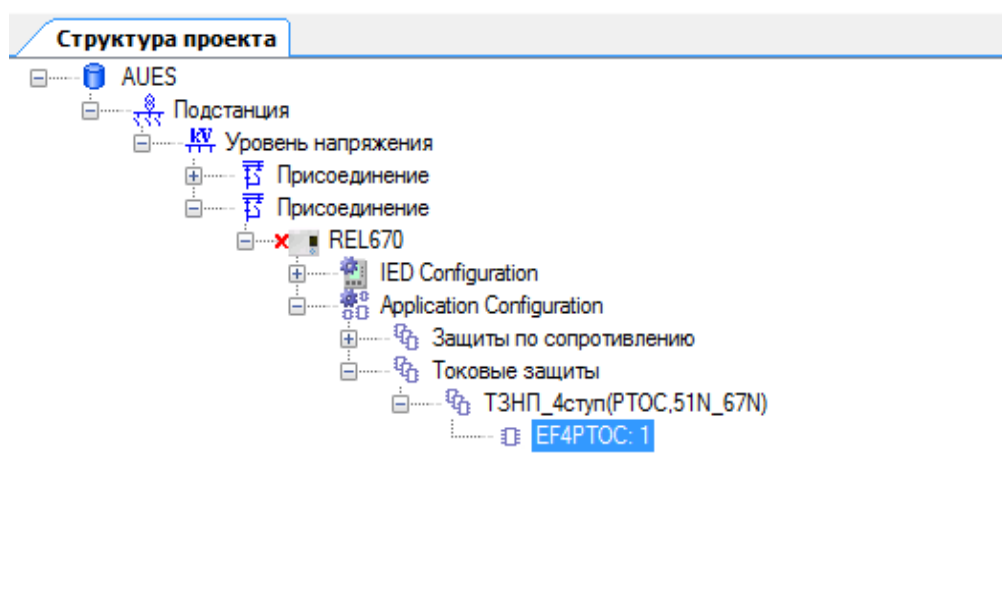 Структура проекта
AUES
Подстанция
Уровень напряжения
Присоединение
Присоединение
REL670
IED Configuration
Application Configuration
Защиты по сопротивлению
Токовые защиты
ТЗНП_4ступ(PTOC,51N_67N)
EF4PTOC: 1